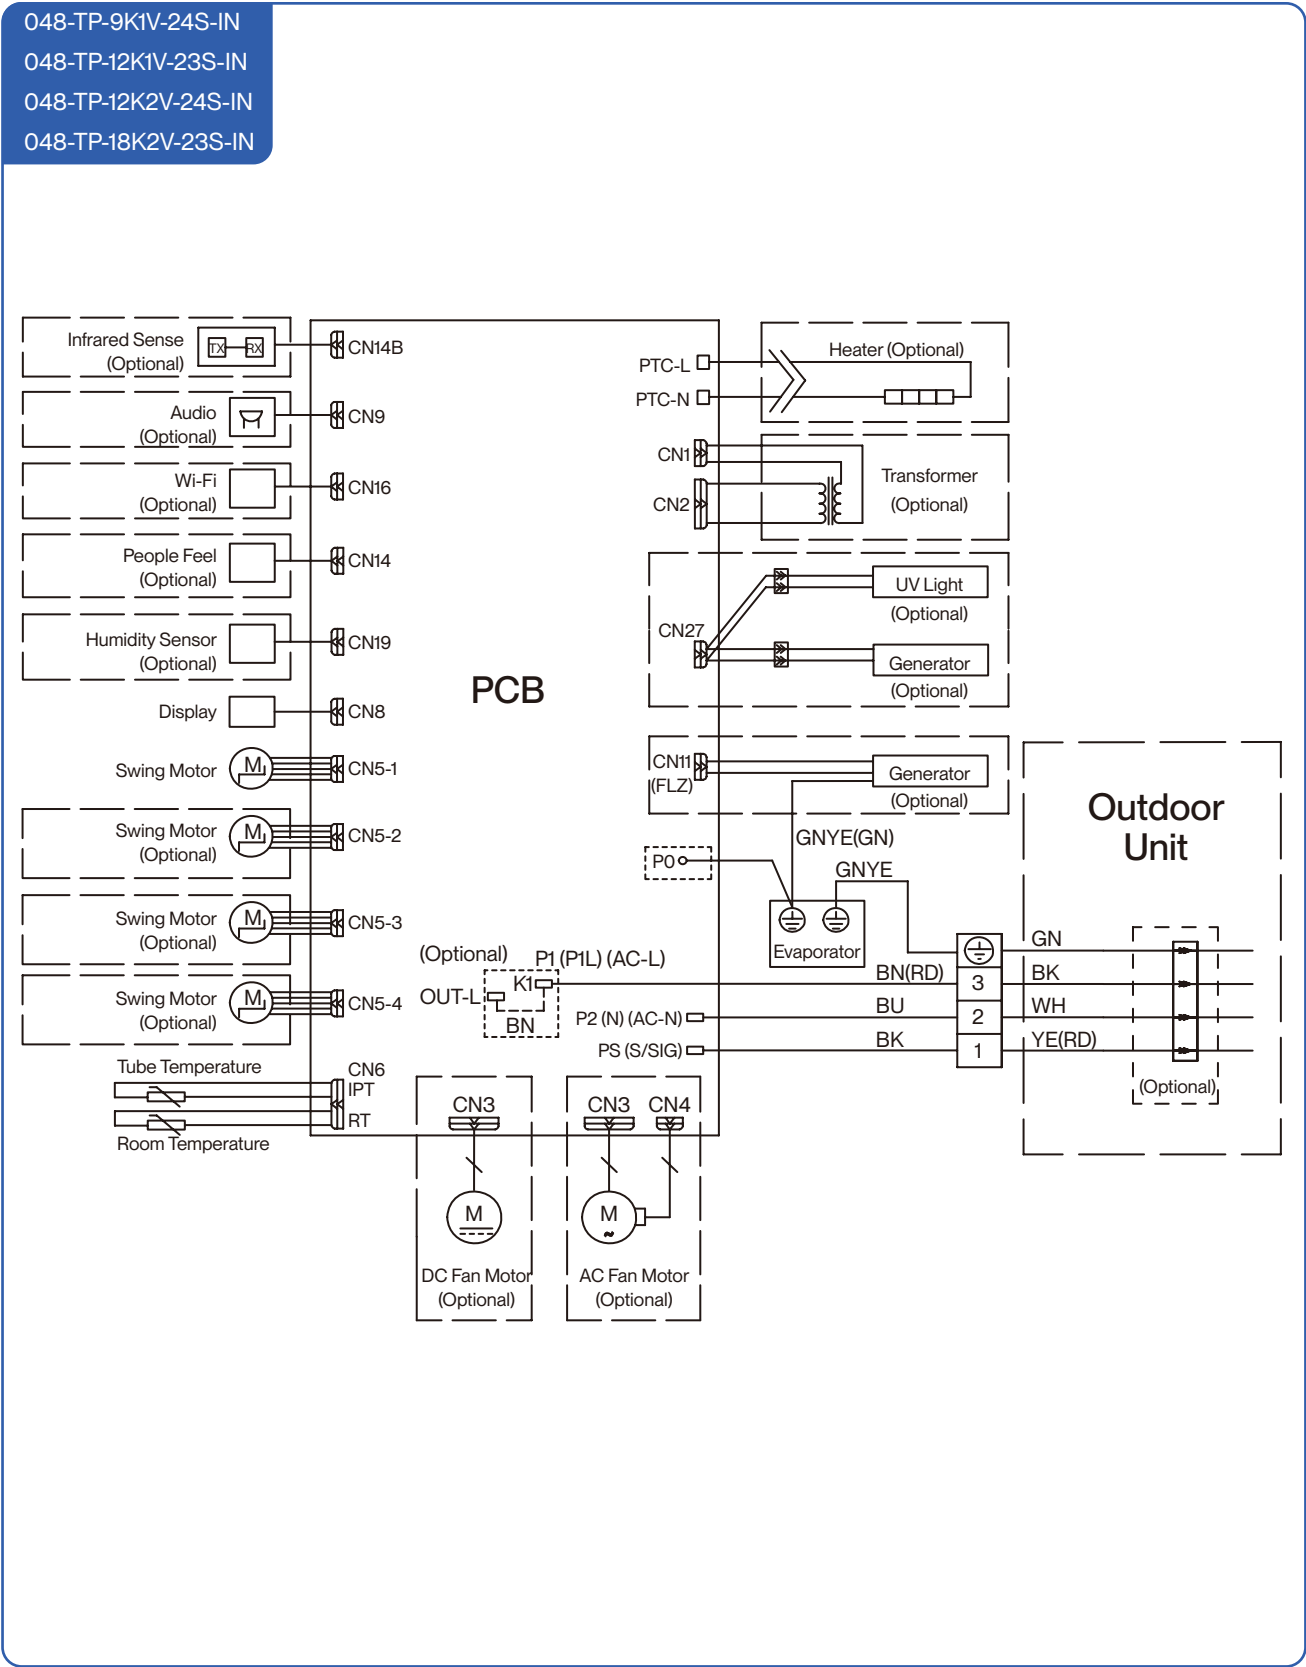 048-TP-9K1V-24S-IN
048-TP-12K1V-23S-IN
048-TP-12K2V-24S-IN
048-TP-18K2V-23S-IN
Infrared Sense
(Optional)
TX
RX
CN14B
Audio
(Optional)
CN9
Wi-Fi
(Optional)
CN16
People Feel
(Optional)
CN14
Humidity Sensor
(Optional)
CN19
Display
CN8
Swing Motor
M
CN5-1
Swing Motor
(Optional)
M
CN5-2
Swing Motor
(Optional)
M
CN5-3
Swing Motor
(Optional)
M
CN5-4
Tube Temperature
CN6
IPT
RT
Room Temperature
PCB
PTC-L
PTC-N
Heater (Optional)
CN1
CN2
Transformer
(Optional)
CN27
UV Light
(Optional)
Generator
(Optional)
CN11
(FLZ)
Generator
(Optional)
GNYE(GN)
P0
GNYE
Evaporator
(Optional)
P1 (P1L) (AC-L)
K1
OUT-L
BN
P2 (N) (AC-N)
PS (S/SIG)
BN(RD)
BU
BK
3
2
1
Outdoor
Unit
GN
BK
WH
YE(RD)
(Optional)
CN3
M
DC Fan Motor
(Optional)
CN3
CN4
M
~
AC Fan Motor
(Optional)